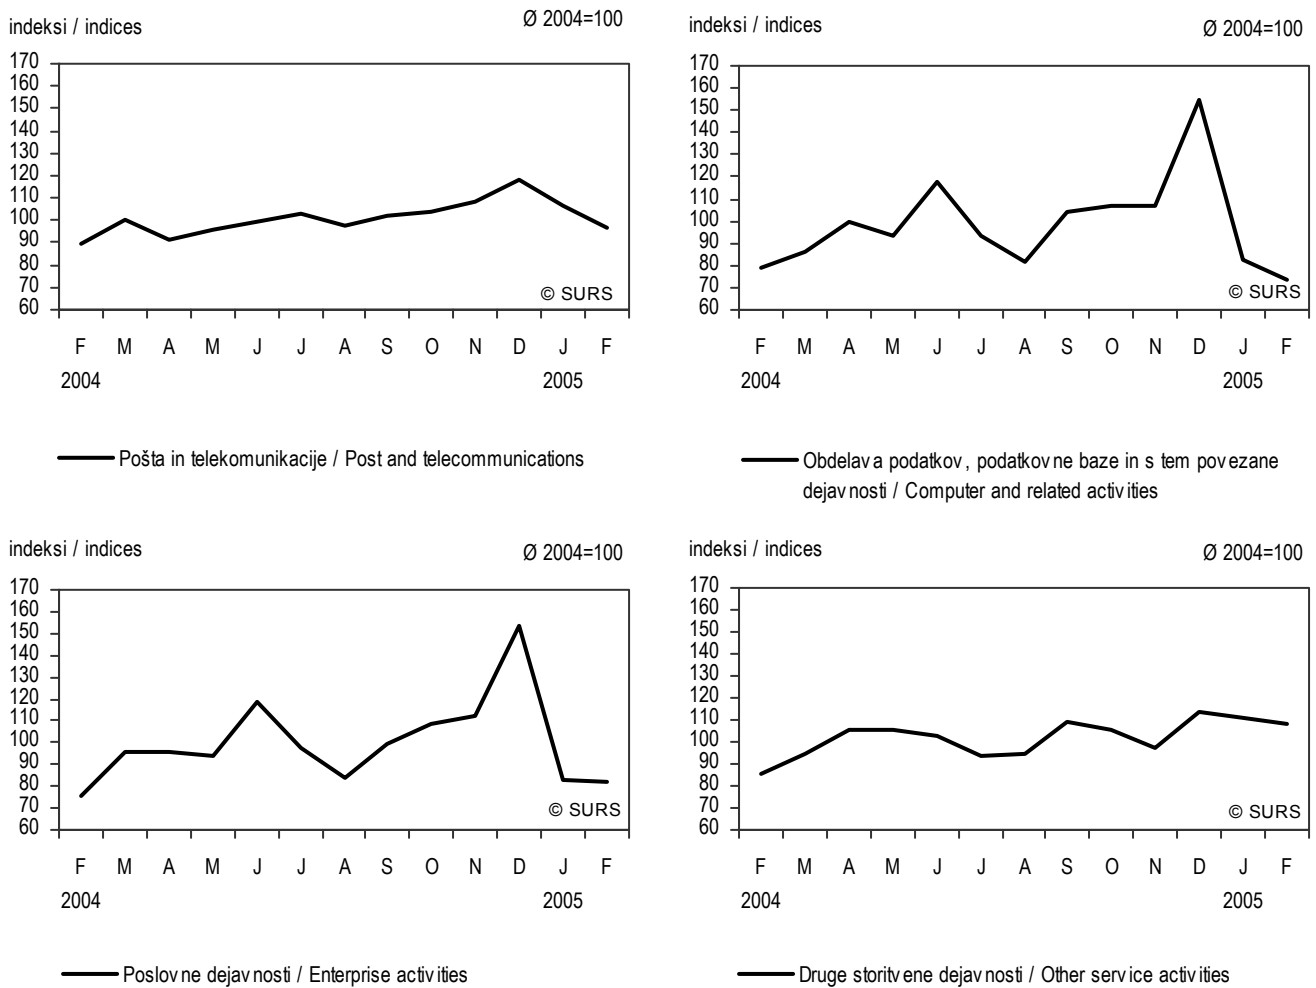 indeksi / indices
Ø 2004=100
170
160
150
140
130
120
110
100
90
80
70
60
© SURS
F M A M J J A S O N D J F
2004 2005
Pošta in telekomunikacije / Post and telecommunications
indeksi / indices
Ø 2004=100
170
160
150
140
130
120
110
100
90
80
70
60
© SURS
F M A M J J A S O N D J F
2004 2005
Obdelava podatkov, podatkovne baze in s tem povezane
dejavnosti / Computer and related activities
indeksi / indices
Ø 2004=100
170
160
150
140
130
120
110
100
90
80
70
60
© SURS
F M A M J J A S O N D J F
2004 2005
Poslovne dejavnosti / Enterprise activities
indeksi / indices
Ø 2004=100
170
160
150
140
130
120
110
100
90
80
70
60
© SURS
F M A M J J A S O N D J F
2004 2005
Druge storitvene dejavnosti / Other service activities